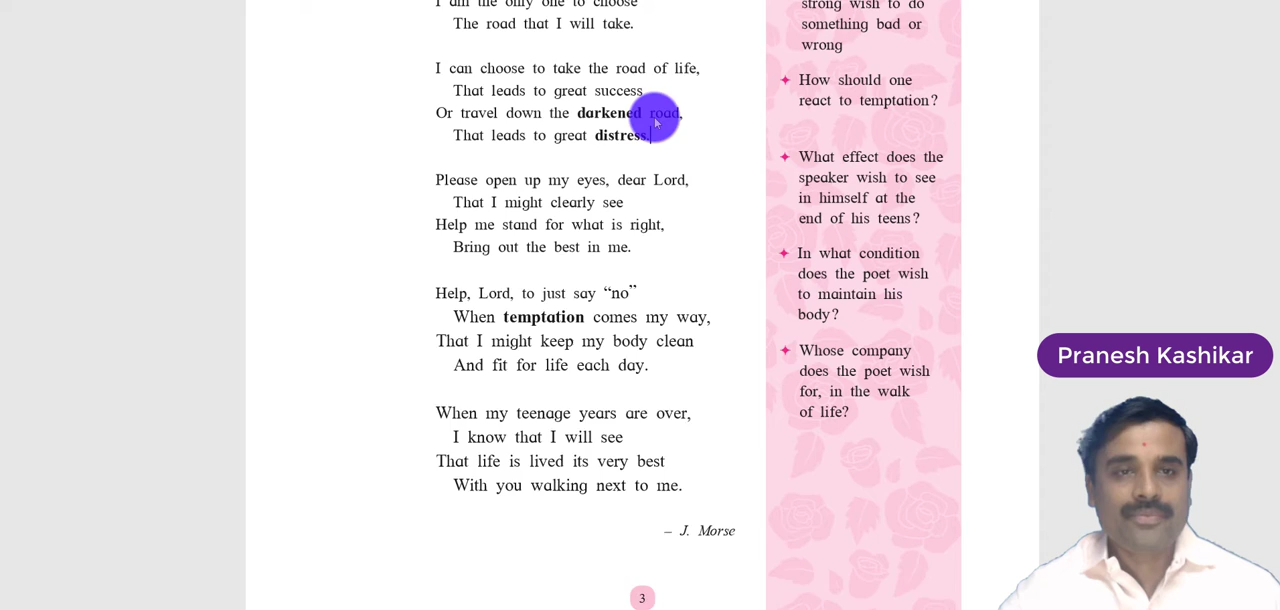 I am the only one to choose
The road that I will take.
I can choose to take the road of life,
That leads to great success
Or travel down the darkened road,
That leads to great distress.
Please open up my eyes, dear Lord,
That I might clearly see
Help me stand for what is right,
Bring out the best in me.
Help, Lord, to just say “no”
When temptation comes my way,
That I might keep my body clean
And fit for life each day.
When my teenage years are over,
I know that I will see
That life is lived its very best
With you walking next to me.
– J. Morse
3
strong wish to do
something bad or
wrong
How should one
react to temptation?
What effect does the
speaker wish to see
in himself at the
end of his teens?
In what condition
does the poet wish
to maintain his
body?
Whose company
does the poet wish
for, in the walk
of life?
Pranesh Kashikar